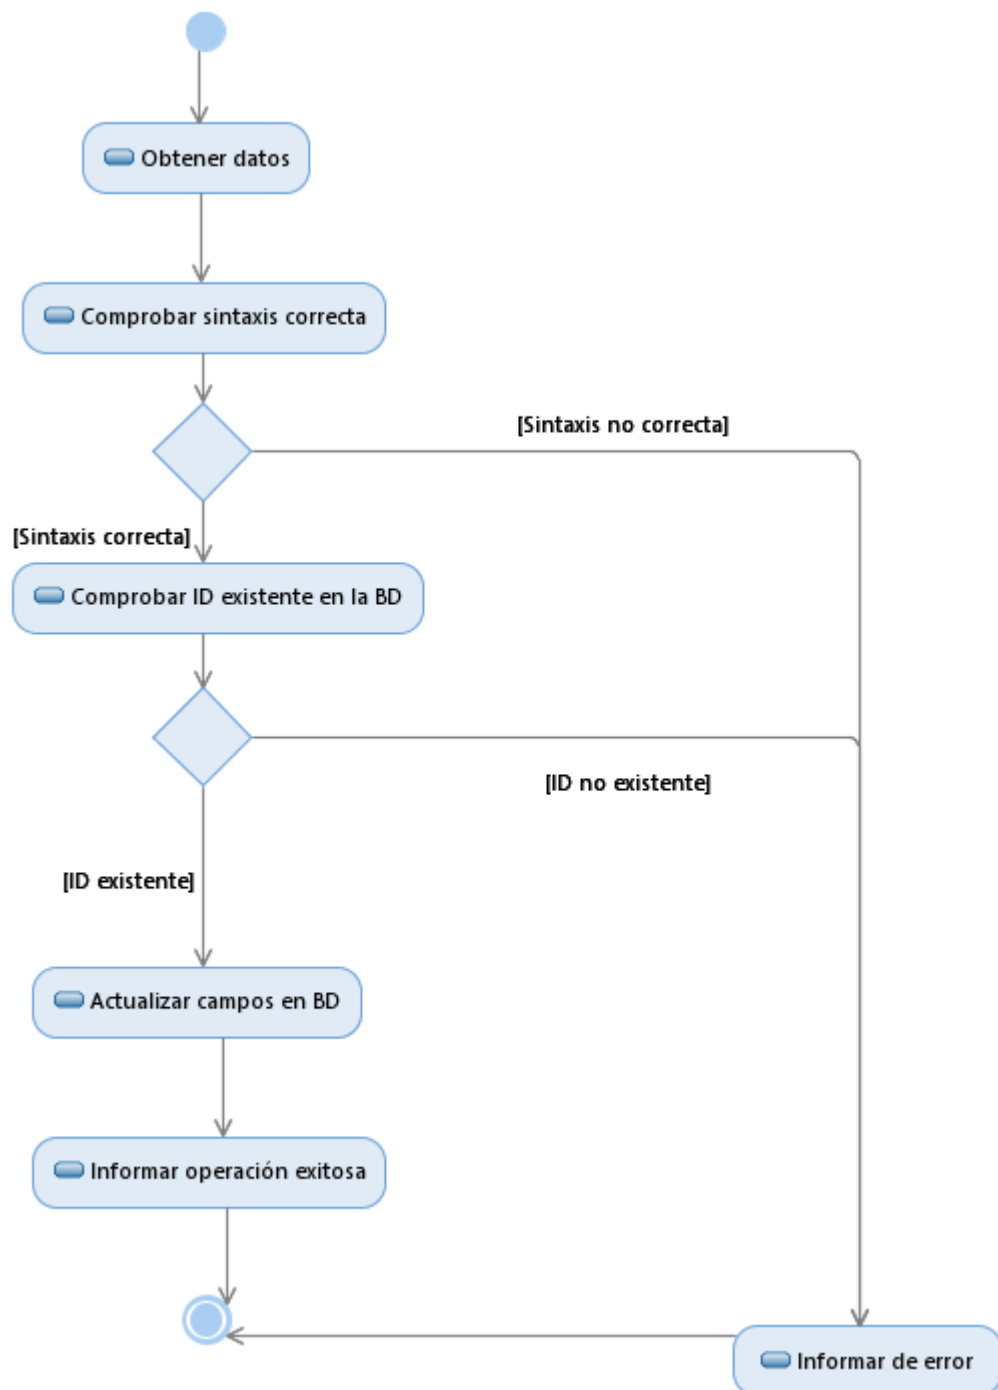 Obtener datos
Comprobar sintaxis correcta
[Sintaxis no correcta]
[Sintaxis correcta]
Comprobar ID existente en la BD
[ID no existente]
[ID existente]
Actualizar campos en BD
Informar operación exitosa
Informar de error